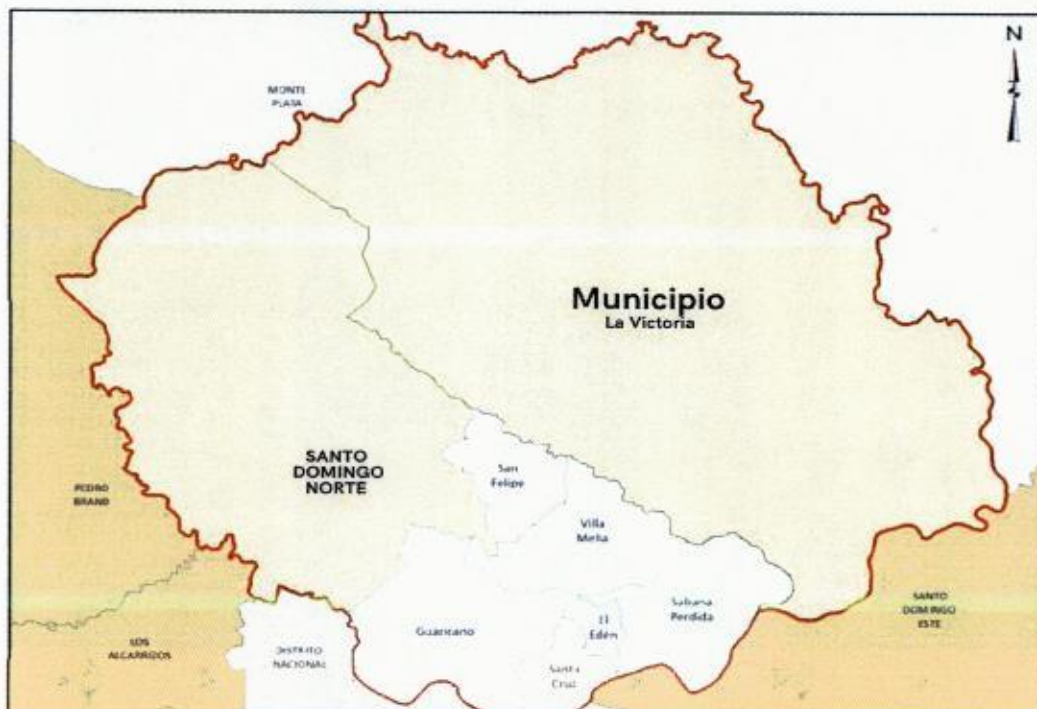 N
MONTE
PLATA
Municipio
La Victoria
SANTO
DOMINGO
NORTE
San
Felipe
PEDRO
BRAND
Villa
Mella
Sabana
Perdida
El
Edén
Guaricano
SANTO
DOMINGO
ESTE
LOS
ALCARRIZOS
DISTRITO
NACIONAL
Santa
Cruz